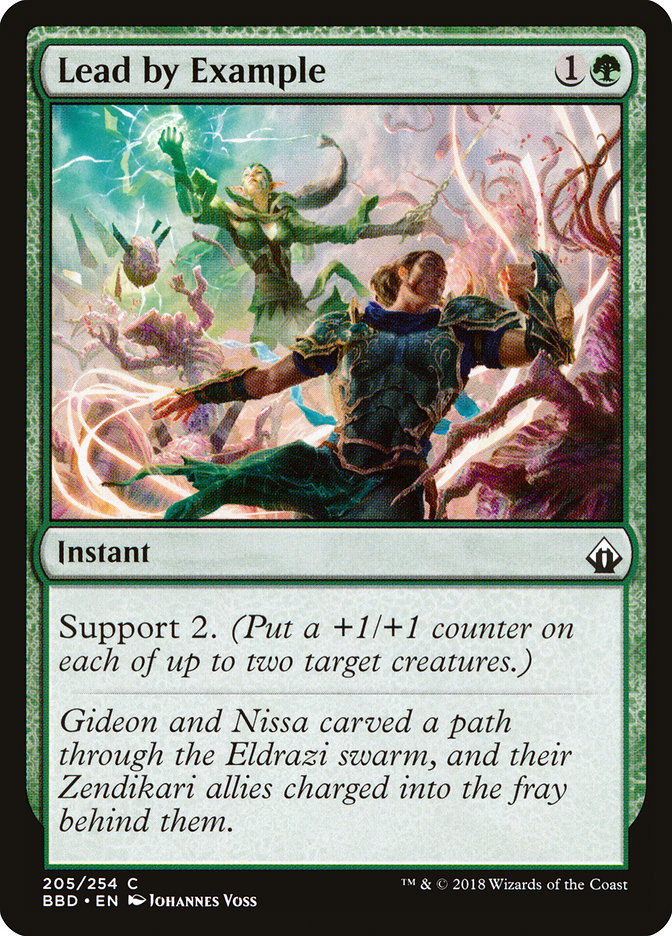 Lead by Example 1
Instant
Support 2. (Put a +1/+1 counter on
each of up to two target creatures.)
Gideon and Nissa carved a path
through the Eldrazi swarm, and their
Zendikari allies charged into the fray
behind them.
205/254 C
BBD • EN Johannes Voss
™ & © 2018 Wizards of the Coast